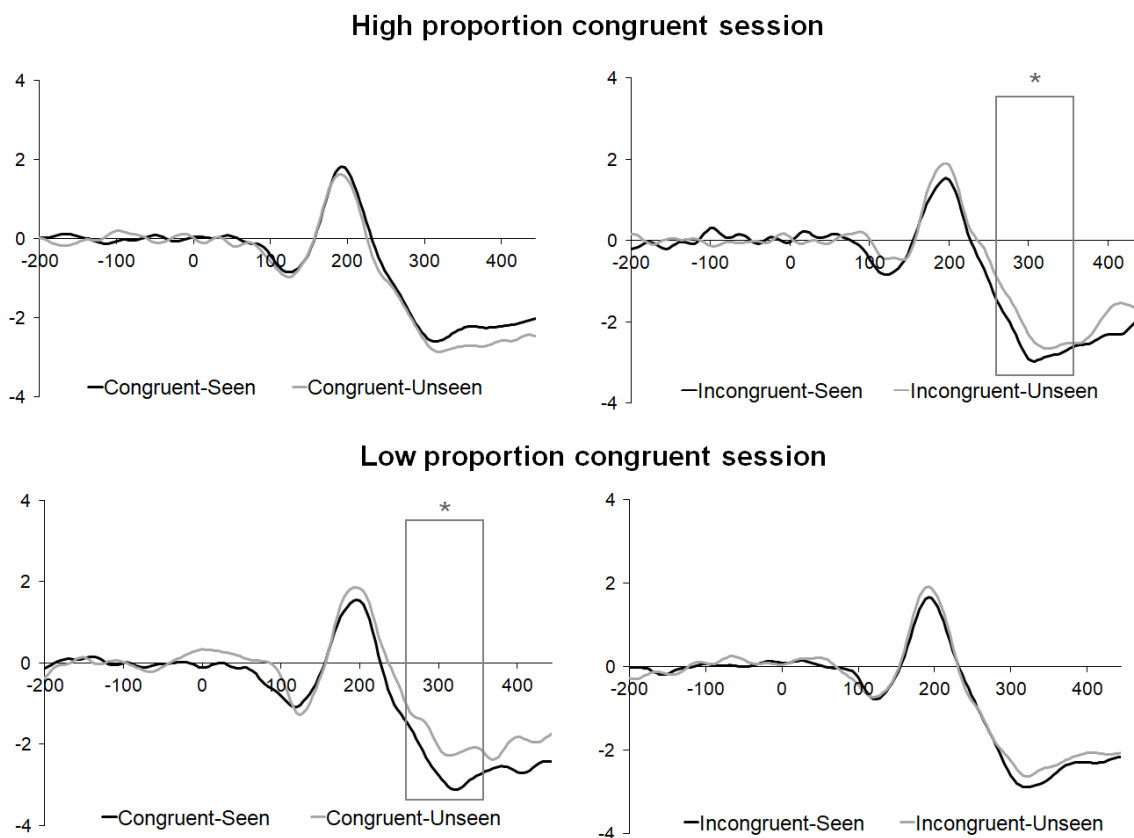 High proportion congruent session
4
2
0
-2
-4
-200 -100 0 100 200 300 400
Congruent-Seen Congruent-Unseen
*
4
2
0
-2
-4
-200 -100 0 100 200 300 400
Incongruent-Seen Incongruent-Unseen
Low proportion congruent session
*
4
2
0
-2
-4
-200 -100 0 100 200 300 400
Congruent-Seen Congruent-Unseen
4
2
0
-2
-4
-200 -100 0 100 200 300 400
Incongruent-Seen Incongruent-Unseen